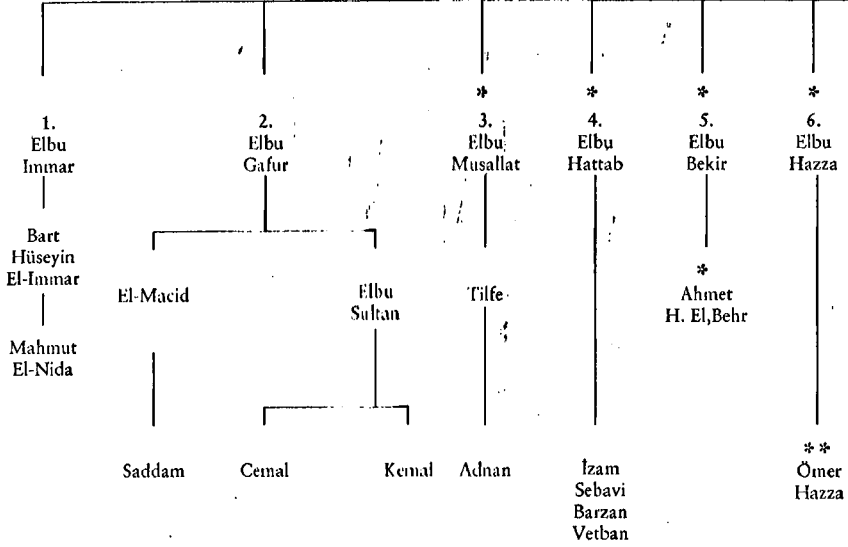 *
*
*
*
1.
Elbu
Immar
2.
Elbu
Gafur
3.
Elbu
Musallat
4.
Elbu
Hattab
5.
Elbu
Bekir
6.
Elbu
Hazza
Bart
Hüseyin
El-Immar
El-Macid
Elbu
Sultan
Tilfe
*
Ahmet
H. El,Behr
Mahmut
El-Nida
Saddam
Cemal
Kemal
Adnan
İzam
Sebavi
Barzan
Vetban
**
Ömer
Hazza